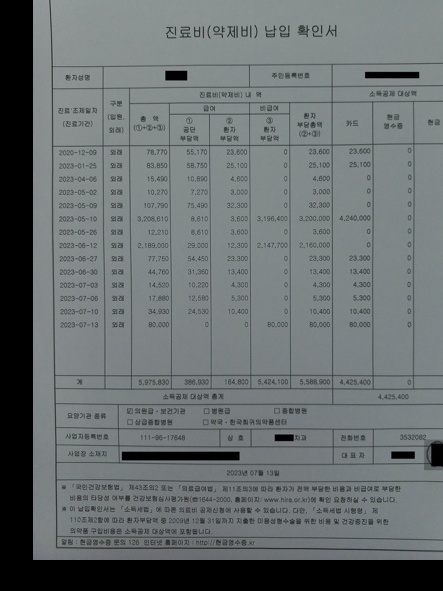 진료비(약제비) 납입 확인서
환자성명 주민등록번호
진료·조제일자 (진료기간) 구분 (입원, 외래) 진료비(약제비) 내 역 소득공제 대상액
급여 비급여
총 액 (①+②+③) ① 공단 부담액 ② 환자 부담액 ③ 환자 부담액 환자 부담총액 (②+③) 카드 현금 영수증 현금
2020-12-09 외래 78,770 55,170 23,600 0 23,600 23,600 0
2023-01-25 외래 83,850 58,750 25,100 0 25,100 25,100 0
2023-04-06 외래 15,490 10,890 4,600 0 4,600 0 0
2023-05-02 외래 10,270 7,270 3,000 0 3,000 0 0
2023-05-09 외래 107,790 75,490 32,300 0 32,300 0 0
2023-05-10 외래 3,208,610 8,610 3,600 3,196,400 3,200,000 4,240,000 0
2023-05-26 외래 12,210 8,610 3,600 0 3,600 0 0
2023-06-12 외래 2,189,000 29,000 12,300 2,147,700 2,160,000 0 0
2023-06-27 외래 77,750 54,450 23,300 0 23,300 23,300 0
2023-06-30 외래 44,760 31,360 13,400 0 13,400 13,400 0
2023-07-03 외래 14,520 10,220 4,300 0 4,300 4,300 0
2023-07-06 외래 17,880 12,580 5,300 0 5,300 5,300 0
2023-07-10 외래 34,930 24,530 10,400 0 10,400 10,400 0
2023-07-13 외래 80,000 0 0 80,000 80,000 80,000 0
계 5,975,830 386,930 164,800 5,424,100 5,588,900 4,425,400 0
소득공제 대상액 총계 4,425,400
요양기관 종류 ☑ 의원급·보건기관 □ 병원급 □ 종합병원
□ 상급종합병원 □ 약국·한국희귀의약품센터
사업자등록번호 111-96-17648 상 호 치과 전화번호 3532082
사업장 소재지 대 표 자
2023년 07월 13일
※ 「국민건강보험법」 제43조의2 또는 「의료급여법」 제11조의3에 따라 환자가 전액 부담한 비용과 비급여로 부담한
비용의 타당성 여부를 건강보험심사평가원(☎1644-2000, 홈페이지: www.hira.or.kr)에 확인 요청하실 수 있습니다.
※ 이 납입확인서는 「소득세법」에 따른 의료비 공제신청에 사용할 수 있습니다. 다만, 「소득세법 시행령」 제
110조제2항에 따라 환자부담액 중 2009년 12월 31일까지 지출한 미용성형수술을 위한 비용 및 건강증진을 위한
의약품 구입비용은 소득공제 대상액에 포함됩니다.
알림 : 현금영수증 문의 126 인터넷 홈페이지 : http://현금영수증.kr